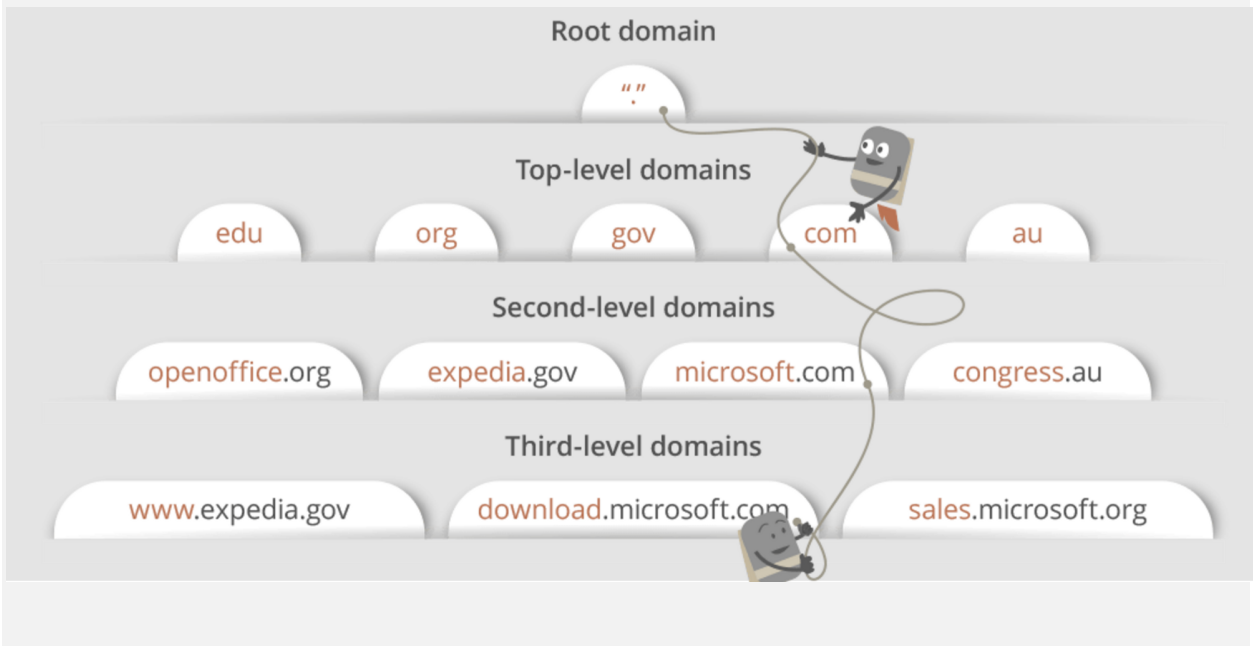 Root domain
“.”
Top-level domains
edu org gov com au
Second-level domains
openoffice.org expedia.gov microsoft.com congress.au
Third-level domains
www.expedia.gov download.microsoft.com sales.microsoft.org